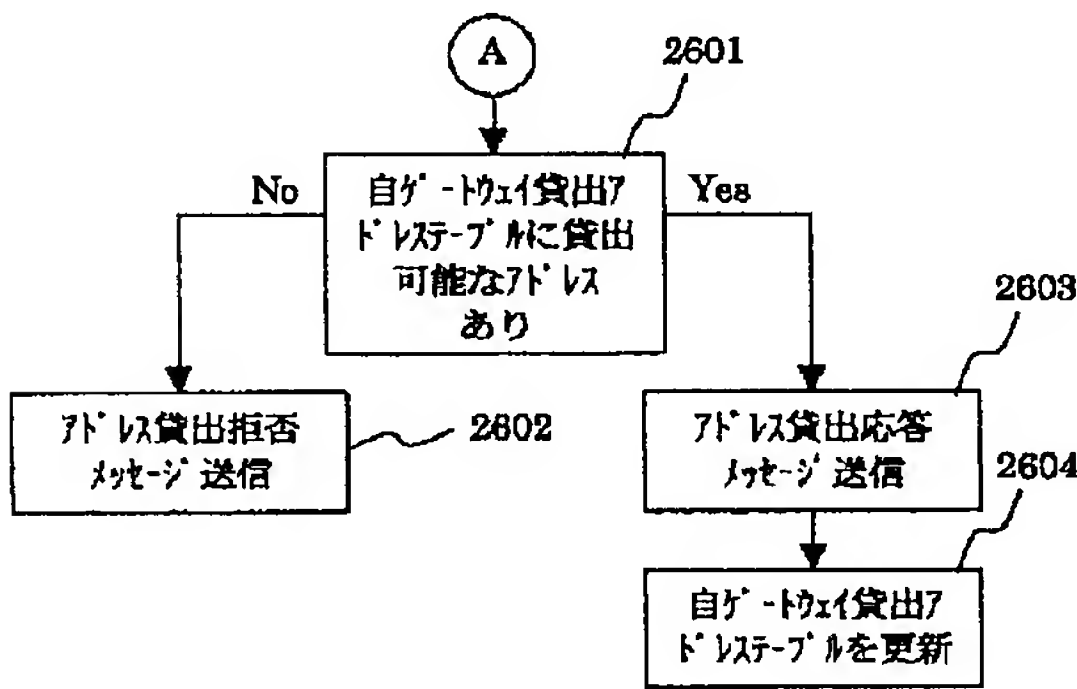 A
2601
自ｹﾞｰﾄｳｪｲ貸出ｱ
ﾄﾞﾚｽﾃｰﾌﾞﾙに貸出
可能なｱﾄﾞﾚｽ
あり
No
Yes
2603
ｱﾄﾞﾚｽ貸出拒否
ﾒｯｾｰｼﾞ送信
2602
ｱﾄﾞﾚｽ貸出応答
ﾒｯｾｰｼﾞ送信
2604
自ｹﾞｰﾄｳｪｲ貸出ｱ
ﾄﾞﾚｽﾃｰﾌﾞﾙを更新